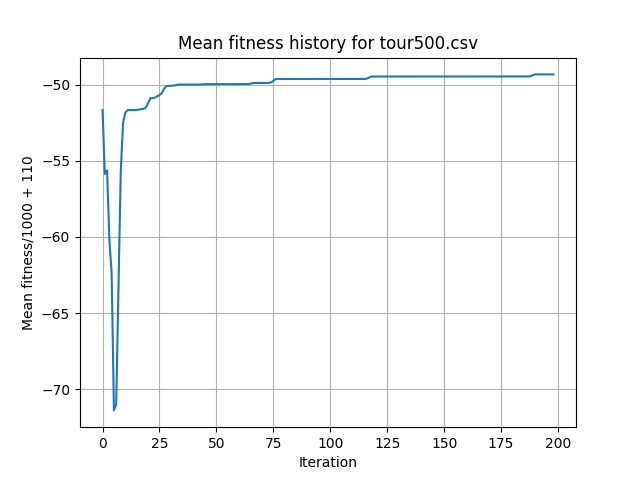 Mean fitness history for tour500.csv
Mean fitness/1000 + 110
−50
−55
−60
−65
−70
0 25 50 75 100 125 150 175 200
Iteration